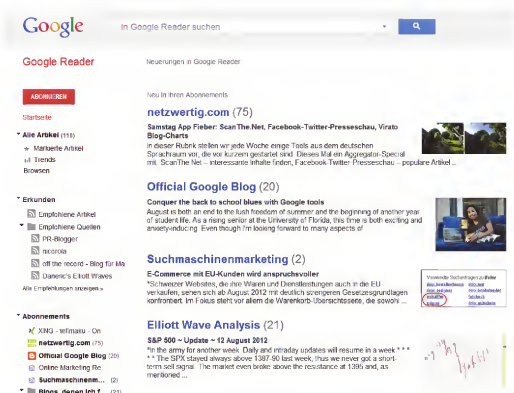 Google
In Google Reader suchen
Google Reader
Neuerungen in Google Reader
ABONNIEREN
Startseite
Alle Artikel (118)
Markierte Artikel
Trends
Browsen
Erkunden
Empfohlene Artikel
Empfohlene Quellen
PR-Blogger
nicorola
off the record - Blog für Ma
Daneric's Elliott Waves
Alle Empfehlungen anzeigen »
Abonnements
XING - On
netzwertig.com (75)
Official Google Blog (20)
Online Marketing Re
Suchmaschinenm... (2)
Blogs, denen ich f... (21)
Neu in Ihren Abonnements
netzwertig.com (75)
Samstag App Fieber: ScanThe.Net, Facebook-Twitter-Presseschau, Virato
Blog-Charts
In dieser Rubrik stellen wir jede Woche einige Tools aus dem deutschen
Sprachraum vor, die vor kurzem gestartet sind. Dieses Mal ein Aggregator-Special
mit: ScanThe.Net – interessante Inhalte finden, Facebook-Twitter-Presseschau – populäre Artikel ...
Official Google Blog (20)
Conquer the back to school blues with Google tools
August is both an end to the lush freedom of summer and the beginning of another year
of student life. As a rising senior at the University of Florida, this time is both exciting and
anxiety-inducing. Even though I'm looking forward to many aspects of
Suchmaschinenmarketing (2)
E-Commerce mit EU-Kunden wird anspruchsvoller
"Schweizer Websites, die ihre Waren und Dienstleistungen auch in die EU
verkaufen, sehen sich ab August 2012 mit deutlich strengeren Gesetzesgrundlagen
konfrontiert. Im Fokus steht vor allem die Warenkorb-Übersichtsseite, die sowohl ...
Verwandte Suchanfragen zu
Elliott Wave Analysis (21)
S&P 500 ~ Update ~ 12 August 2012
*In the army for another week. Daily and intraday updates will resume in a week * * *
* * The SPX stayed always above 1387-90 last week, thus we never got a short-
term sell signal. The market even broke above the resistance at 1395 and, as
mentioned ...